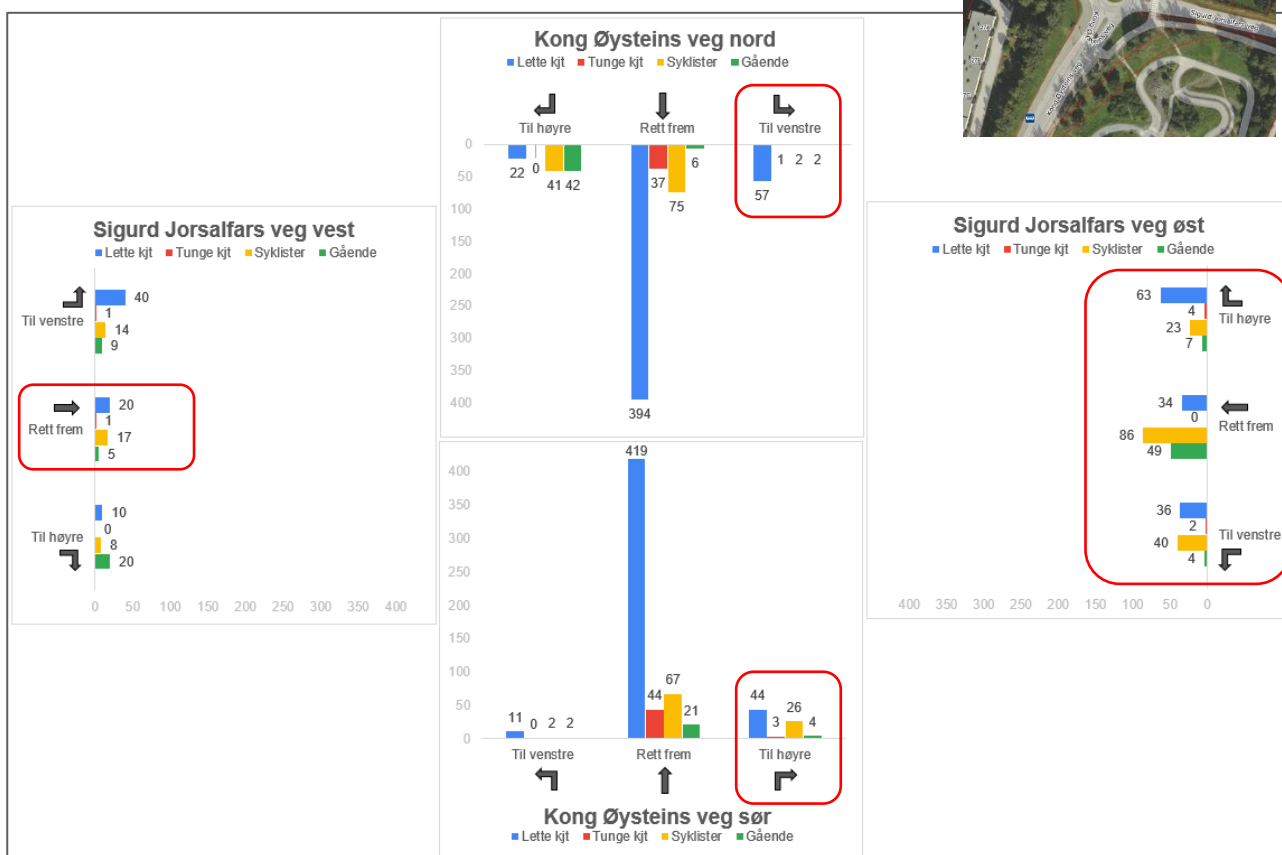 Sigurd Jorsalfars veg
Kong Øysteins veg nord
Lette kjt Tunge kjt Syklister Gående
Til høyre Rett frem Til venstre
0
50
100
150
200
250
300
350
400
22 0 41 42
394 37 75 6
57 1 2 2
Sigurd Jorsalfars veg vest
Lette kjt Tunge kjt Syklister Gående
Til venstre
40
1
14
9
Rett frem
20
1
17
5
Til høyre
10
0
8
20
0 50 100 150 200 250 300 350 400
Sigurd Jorsalfars veg øst
Lette kjt Tunge kjt Syklister Gående
63
4
23
7
Til høyre
34
0
86
49
Rett frem
36
2
40
4
Til venstre
400 350 300 250 200 150 100 50 0
400
350
300
250
200
150
100
50
0
11 0 2 2
419 44 67 21
44 3 26 4
Til venstre Rett frem Til høyre
Kong Øysteins veg sør
Lette kjt Tunge kjt Syklister Gående